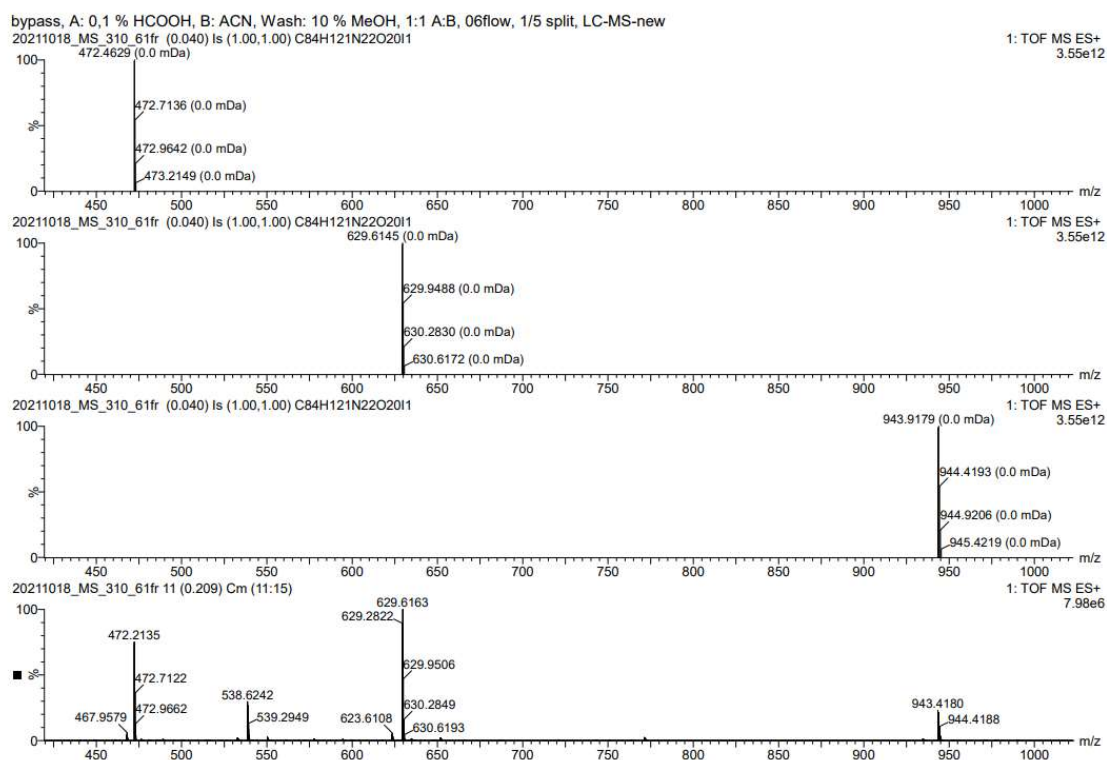 bypass, A: 0,1 % HCOOH, B: ACN, Wash: 10 % MeOH, 1:1 A:B, 06flow, 1/5 split, LC-MS-new
20211018_MS_310_61fr (0.040) Is (1.00,1.00) C84H121N22O20I1 1: TOF MS ES+
3.55e12
472.4629 (0.0 mDa)
100
472.7136 (0.0 mDa)
%
472.9642 (0.0 mDa)
473.2149 (0.0 mDa)
0
m/z
450 500 550 600 650 700 750 800 850 900 950 1000
20211018_MS_310_61fr (0.040) Is (1.00,1.00) C84H121N22O20I1 1: TOF MS ES+
3.55e12
629.6145 (0.0 mDa)
100
629.9488 (0.0 mDa)
%
630.2830 (0.0 mDa)
630.6172 (0.0 mDa)
0
m/z
450 500 550 600 650 700 750 800 850 900 950 1000
20211018_MS_310_61fr (0.040) Is (1.00,1.00) C84H121N22O20I1 1: TOF MS ES+
3.55e12
943.9179 (0.0 mDa)
100
944.4193 (0.0 mDa)
%
944.9206 (0.0 mDa)
945.4219 (0.0 mDa)
0
m/z
450 500 550 600 650 700 750 800 850 900 950 1000
20211018_MS_310_61fr 11 (0.209) Cm (11:15) 1: TOF MS ES+
7.98e6
629.6163
100
629.2822
472.2135
629.9506
%
472.7122
538.6242
630.2849
943.4180
467.9579
472.9662
539.2949
623.6108
630.6193
944.4188
0
m/z
450 500 550 600 650 700 750 800 850 900 950 1000